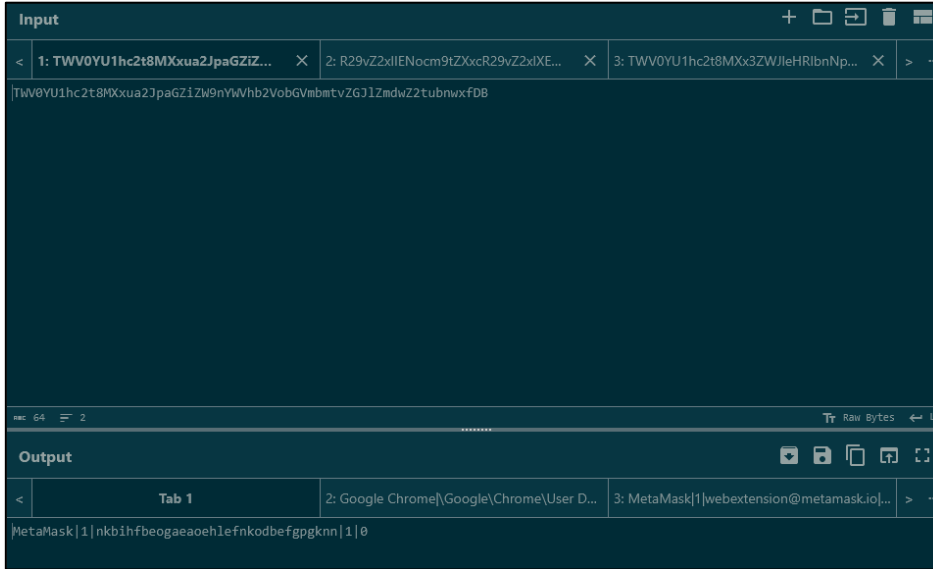 Input
1: TWV0YU1hc2t8MXxua2JpaGZiZ...
2: R29vZ2xlIENocm9tZXxcR29vZ2xlXE...
3: TWV0YU1hc2t8MXx3ZWJleHRlbnNp...
TWV0YU1hc2t8MXxua2JpaGZiZW9nYWVhb2VobGVmbmtvZGJlZmdwZ2tubnwxfDB
64 2
Raw Bytes
Output
Tab 1
2: Google Chrome|\Google\Chrome\User D...
3: MetaMask|1|webextension@metamask.io|...
MetaMask|1|nkbihfbeogaeaoehlefnkodbefgpgknn|1|0